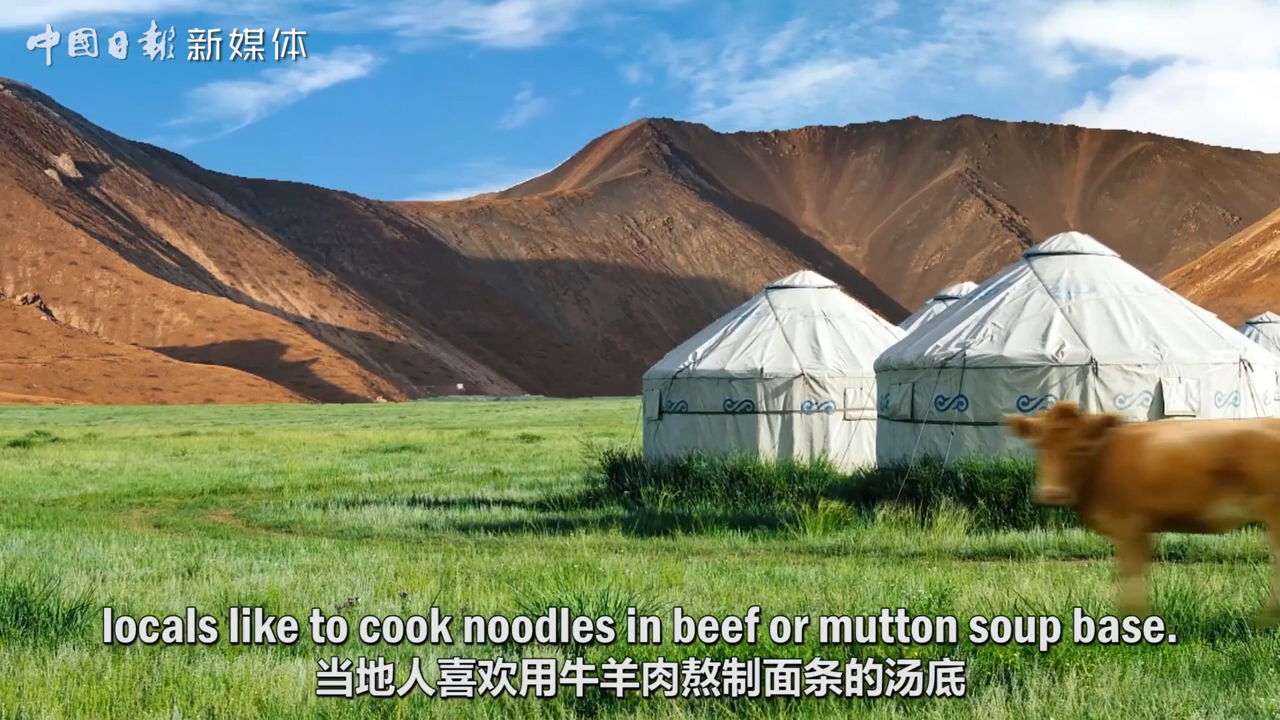 中国日报 新媒体
locals like to cook noodles in beef or mutton soup base.
当地人喜欢用牛羊肉熬制面条的汤底